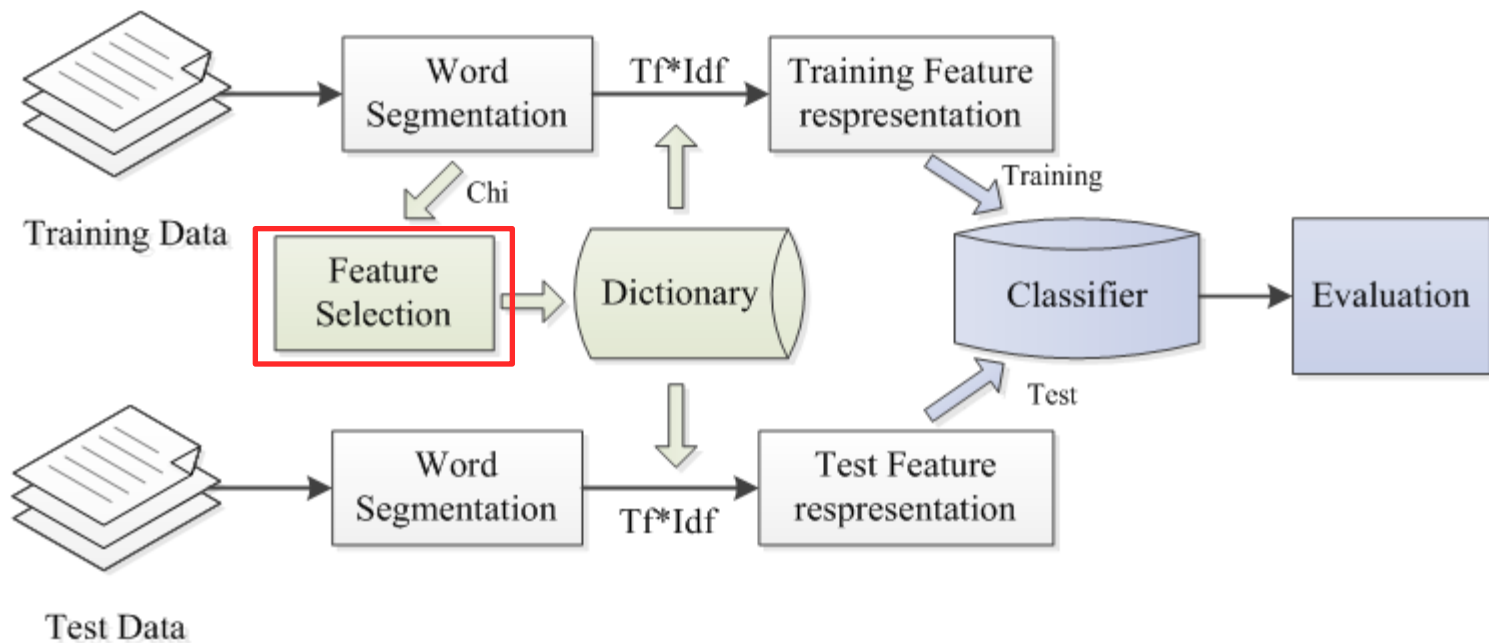 Word
Segmentation
Tf*Idf
Training Feature
respresentation
Training Data
Chi
Training
Feature
Selection
Dictionary
Classifier
Evaluation
Test
Word
Segmentation
Tf*Idf
Test Feature
respresentation
Test Data